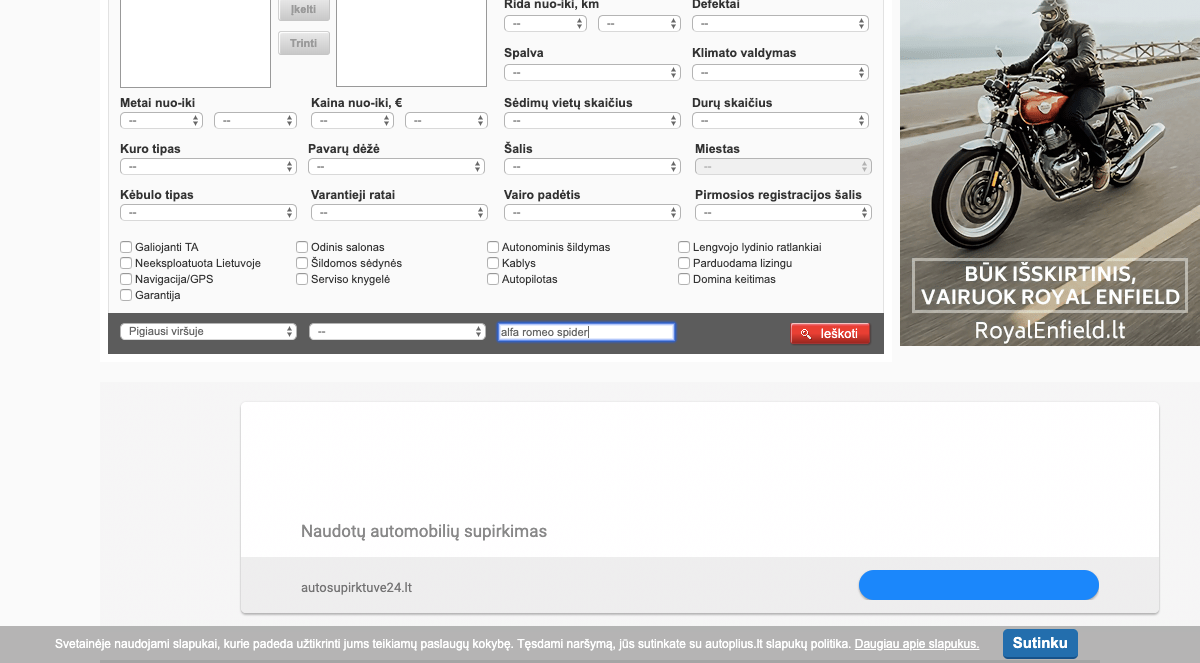 Įkelti
Trinti
Rida nuo-iki, km
Defektai
-- -- --
Spalva
Klimato valdymas
-- --
Metai nuo-iki
Kaina nuo-iki, €
Sėdimų vietų skaičius
Durų skaičius
-- -- -- -- -- --
Kuro tipas
Pavarų dėžė
Šalis
Miestas
-- -- -- --
Kėbulo tipas
Varantieji ratai
Vairo padėtis
Pirmosios registracijos šalis
-- -- -- --
Galiojanti TA
Odinis salonas
Autonominis šildymas
Lengvojo lydinio ratlankiai
Neeksploatuota Lietuvoje
Šildomos sėdynės
Kablys
Parduodama lizingu
Navigacija/GPS
Serviso knygelė
Autopilotas
Domina keitimas
Garantija
Pigiausi viršuje
--
alfa romeo spider
Ieškoti
BŪK IŠSKIRTINIS,
VAIRUOK ROYAL ENFIELD
RoyalEnfield.lt
Naudotų automobilių supirkimas
autosupirktuve24.lt
Svetainėje naudojami slapukai, kurie padeda užtikrinti jums teikiamų paslaugų kokybę. Tęsdami naršymą, jūs sutinkate su autoplius.lt slapukų politika. Daugiau apie slapukus.
Sutinku